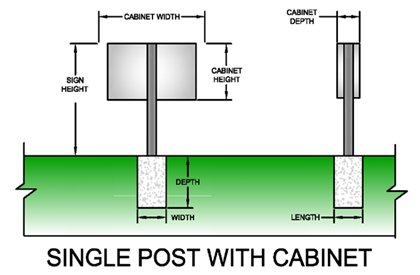 CABINET WIDTH
CABINET
DEPTH
SIGN
HEIGHT
CABINET
HEIGHT
DEPTH
WIDTH
LENGTH
SINGLE POST WITH CABINET